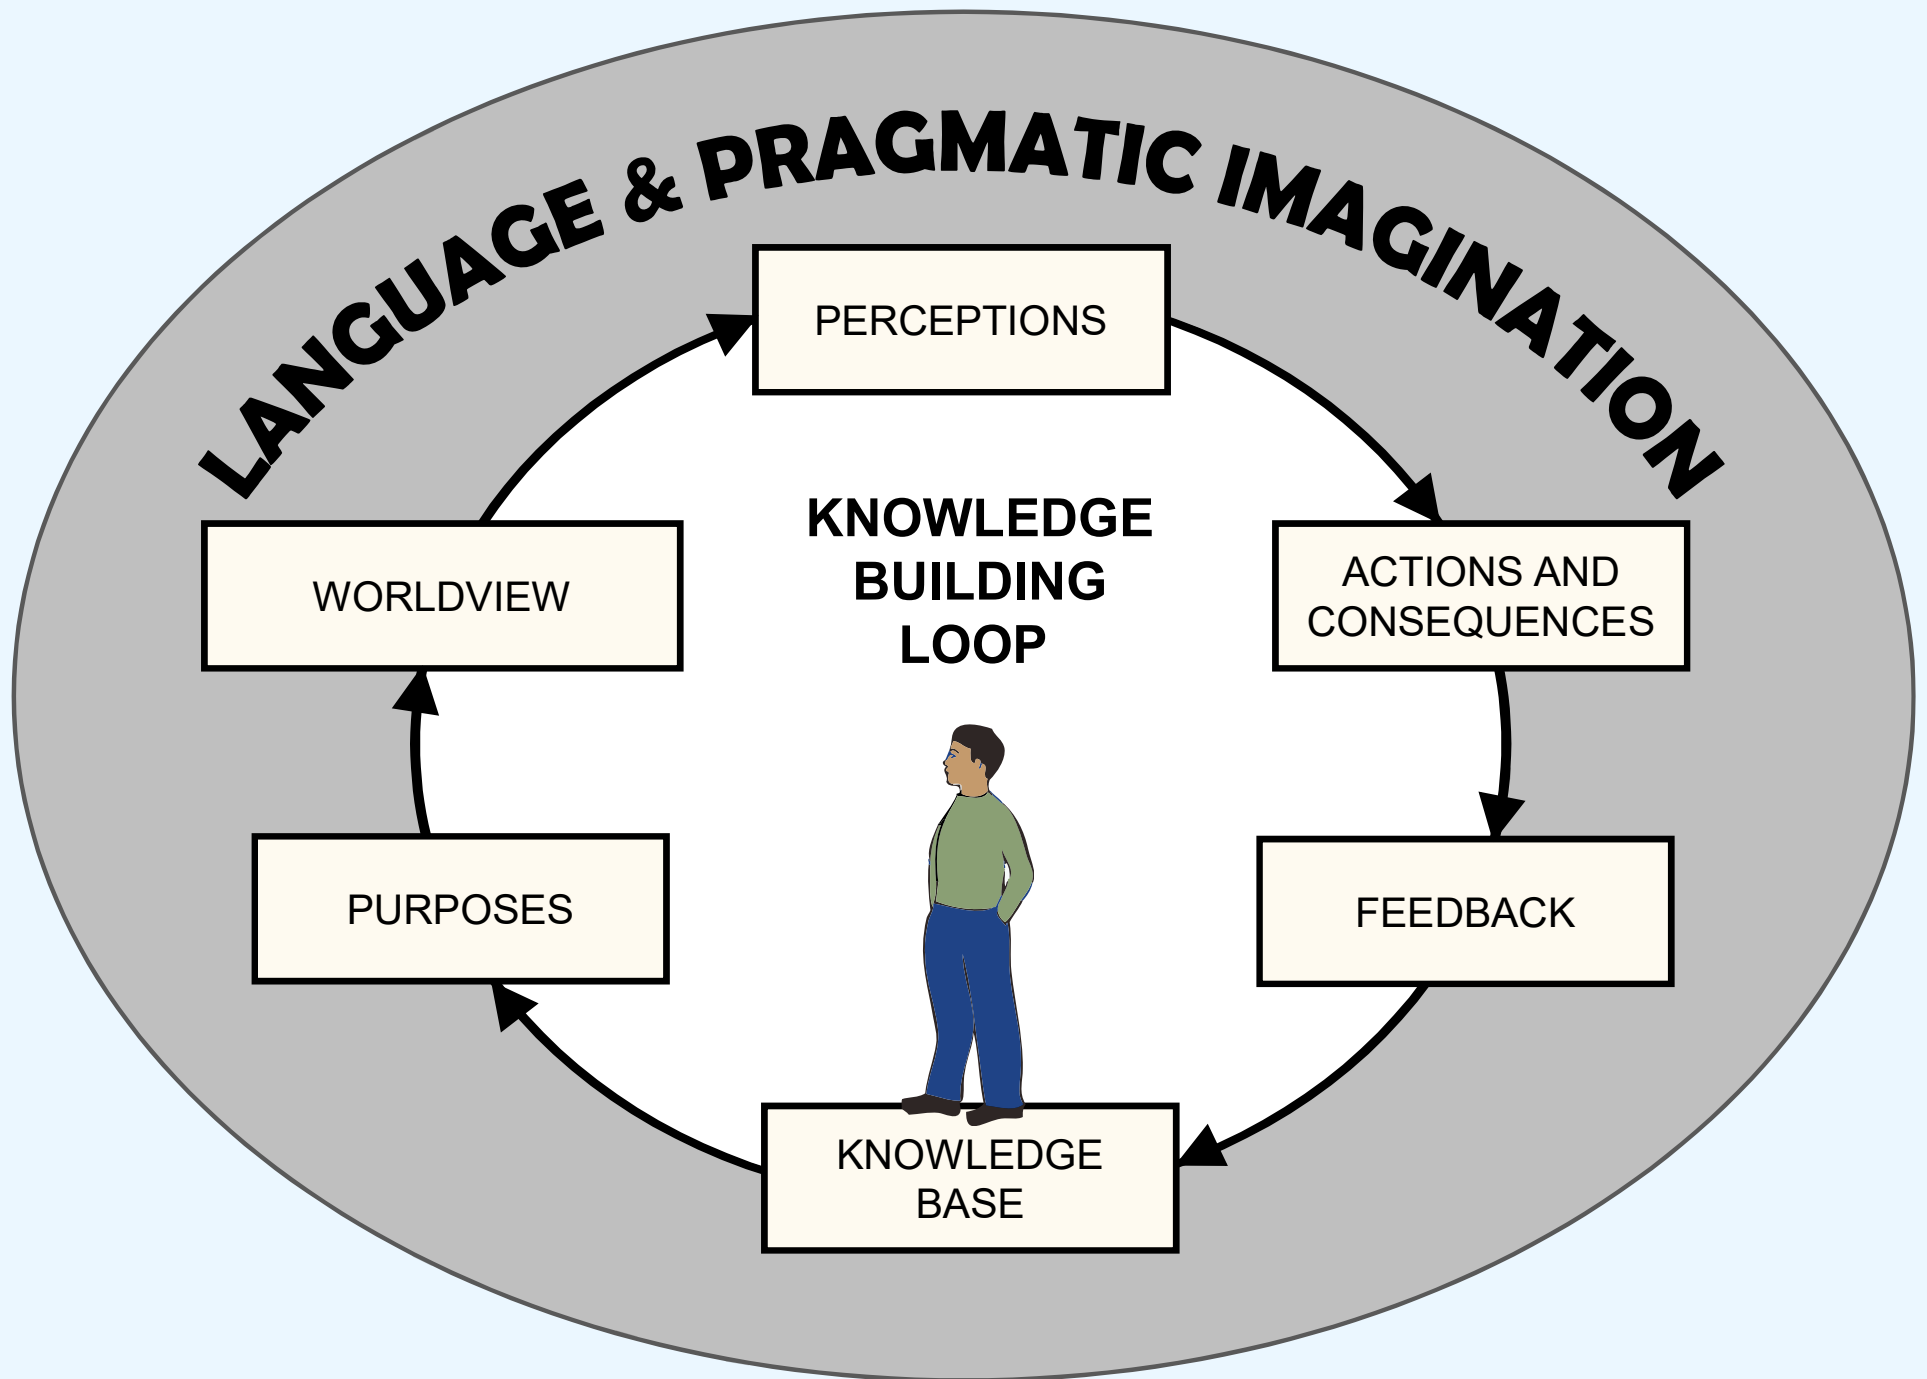 LANGUAGE & PRAGMATIC IMAGINATION
PERCEPTIONS
KNOWLEDGE
BUILDING
LOOP
WORLDVIEW
ACTIONS AND
CONSEQUENCES
PURPOSES
FEEDBACK
KNOWLEDGE
BASE